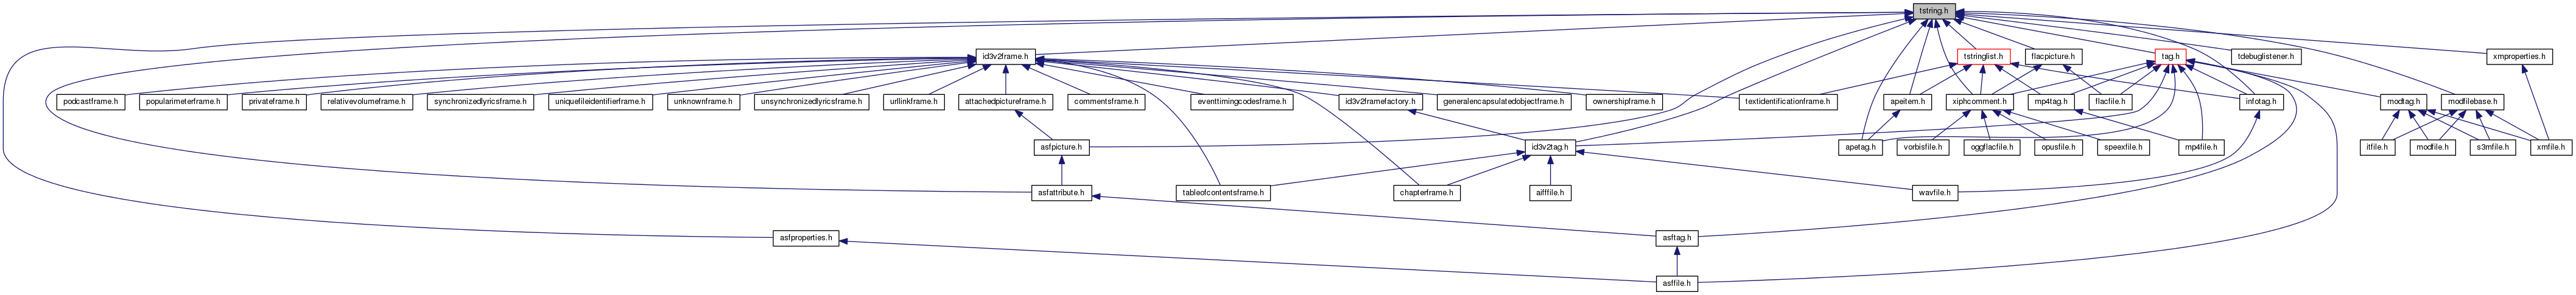 tstring.h
id3v2frame.h
tstringlist.h
flacpicture.h
tag.h
tdebuglistener.h
xmproperties.h
podcastframe.h
popularimeterframe.h
privateframe.h
relativevolumeframe.h
synchronizedlyricsframe.h
uniquefileidentifierframe.h
unknownframe.h
unsynchronizedlyricsframe.h
urllinkframe.h
attachedpictureframe.h
commentsframe.h
eventtimingcodesframe.h
id3v2framefactory.h
generalencapsulatedobjectframe.h
ownershipframe.h
textidentificationframe.h
apeitem.h
xiphcomment.h
mp4tag.h
flacfile.h
infotag.h
modtag.h
modfilebase.h
asfpicture.h
id3v2tag.h
apetag.h
vorbisfile.h
oggflacfile.h
opusfile.h
speexfile.h
mp4file.h
itfile.h
modfile.h
s3mfile.h
xmfile.h
asfattribute.h
tableofcontentsframe.h
chapterframe.h
aifffile.h
wavfile.h
asfproperties.h
asftag.h
asffile.h